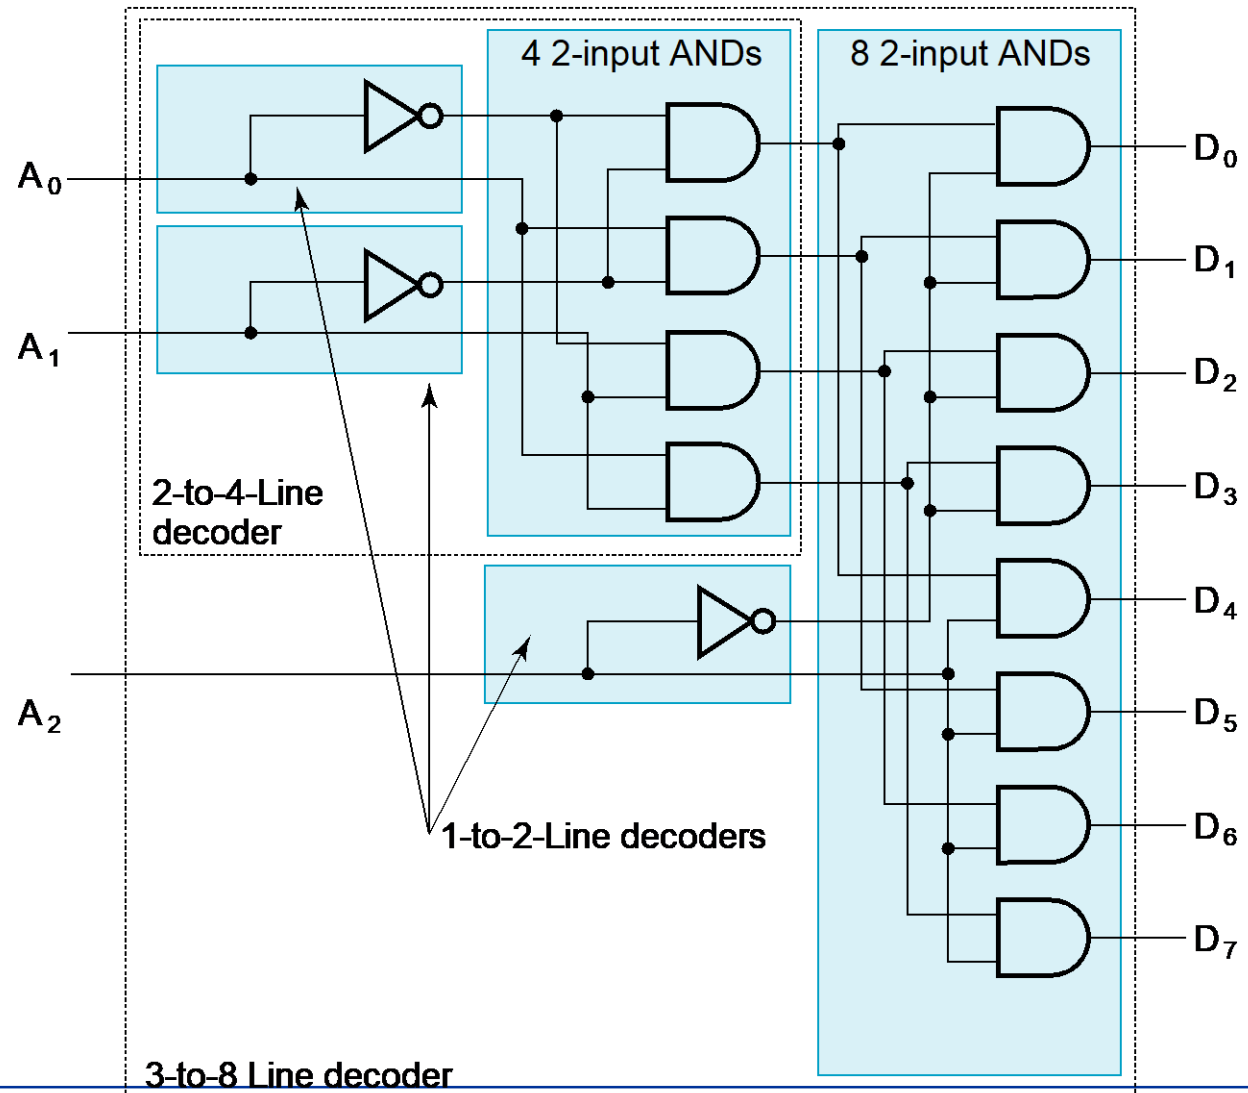 4 2-input ANDs
8 2-input ANDs
A0
A1
2-to-4-Line
decoder
A2
1-to-2-Line decoders
3-to-8 Line decoder
D0
D1
D2
D3
D4
D5
D6
D7